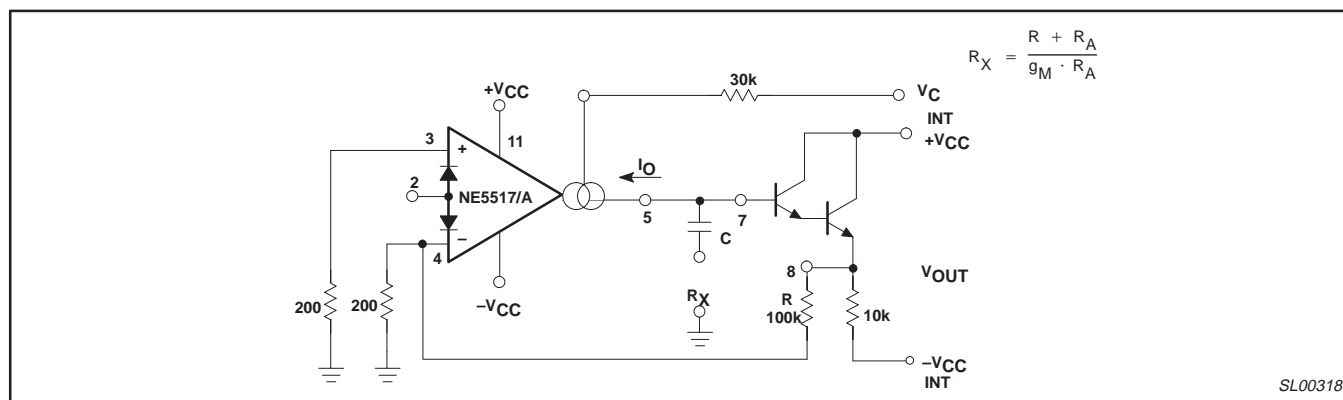 R_X = (R + R_A) / (g_M · R_A)
30k
V_C
INT
+V_CC
+V_CC
3
11
+
I_O
2
NE5517/A
5
7
C
–
4
8
V_OUT
–V_CC
R_X
R
100k
10k
200
200
–V_CC
INT
SL00318